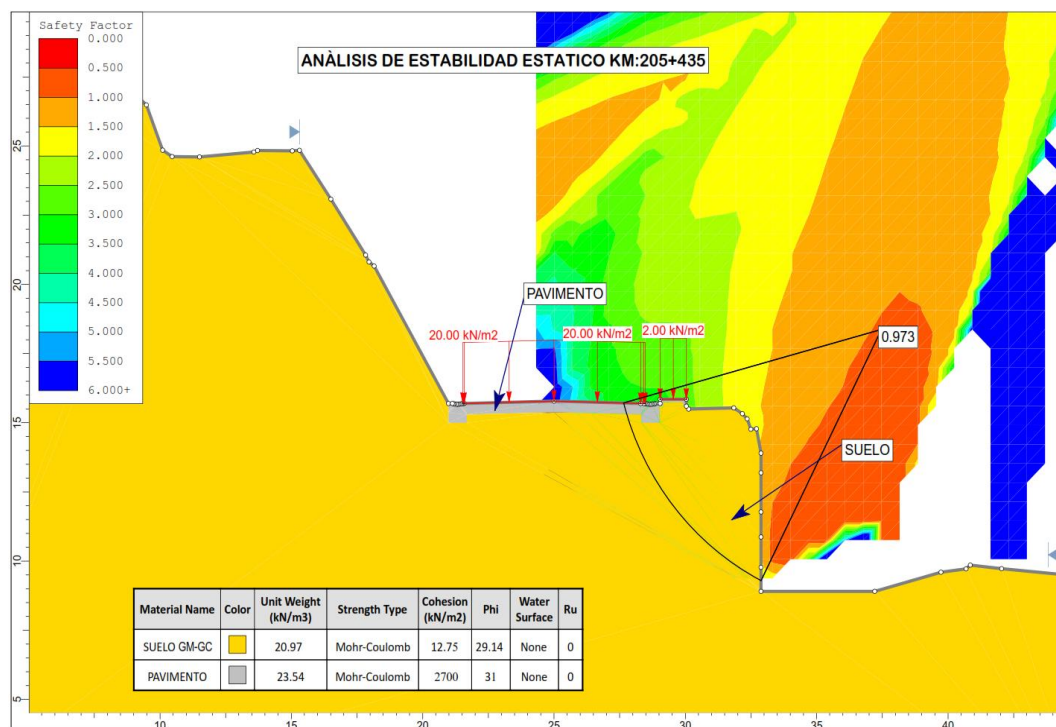 Safety Factor
0.000
0.500
1.000
1.500
2.000
2.500
3.000
3.500
4.000
4.500
5.000
5.500
6.000+
ANÀLISIS DE ESTABILIDAD ESTATICO KM:205+435
PAVIMENTO
20.00 kN/m2
20.00 kN/m2
2.00 kN/m2
0.973
SUELO
Material Name Color Unit Weight (kN/m3) Strength Type Cohesion (kN/m2) Phi Water Surface Ru
SUELO GM-GC 20.97 Mohr-Coulomb 12.75 29.14 None 0
PAVIMENTO 23.54 Mohr-Coulomb 2700 31 None 0
25
20
15
10
5
10 15 20 25 30 35 40